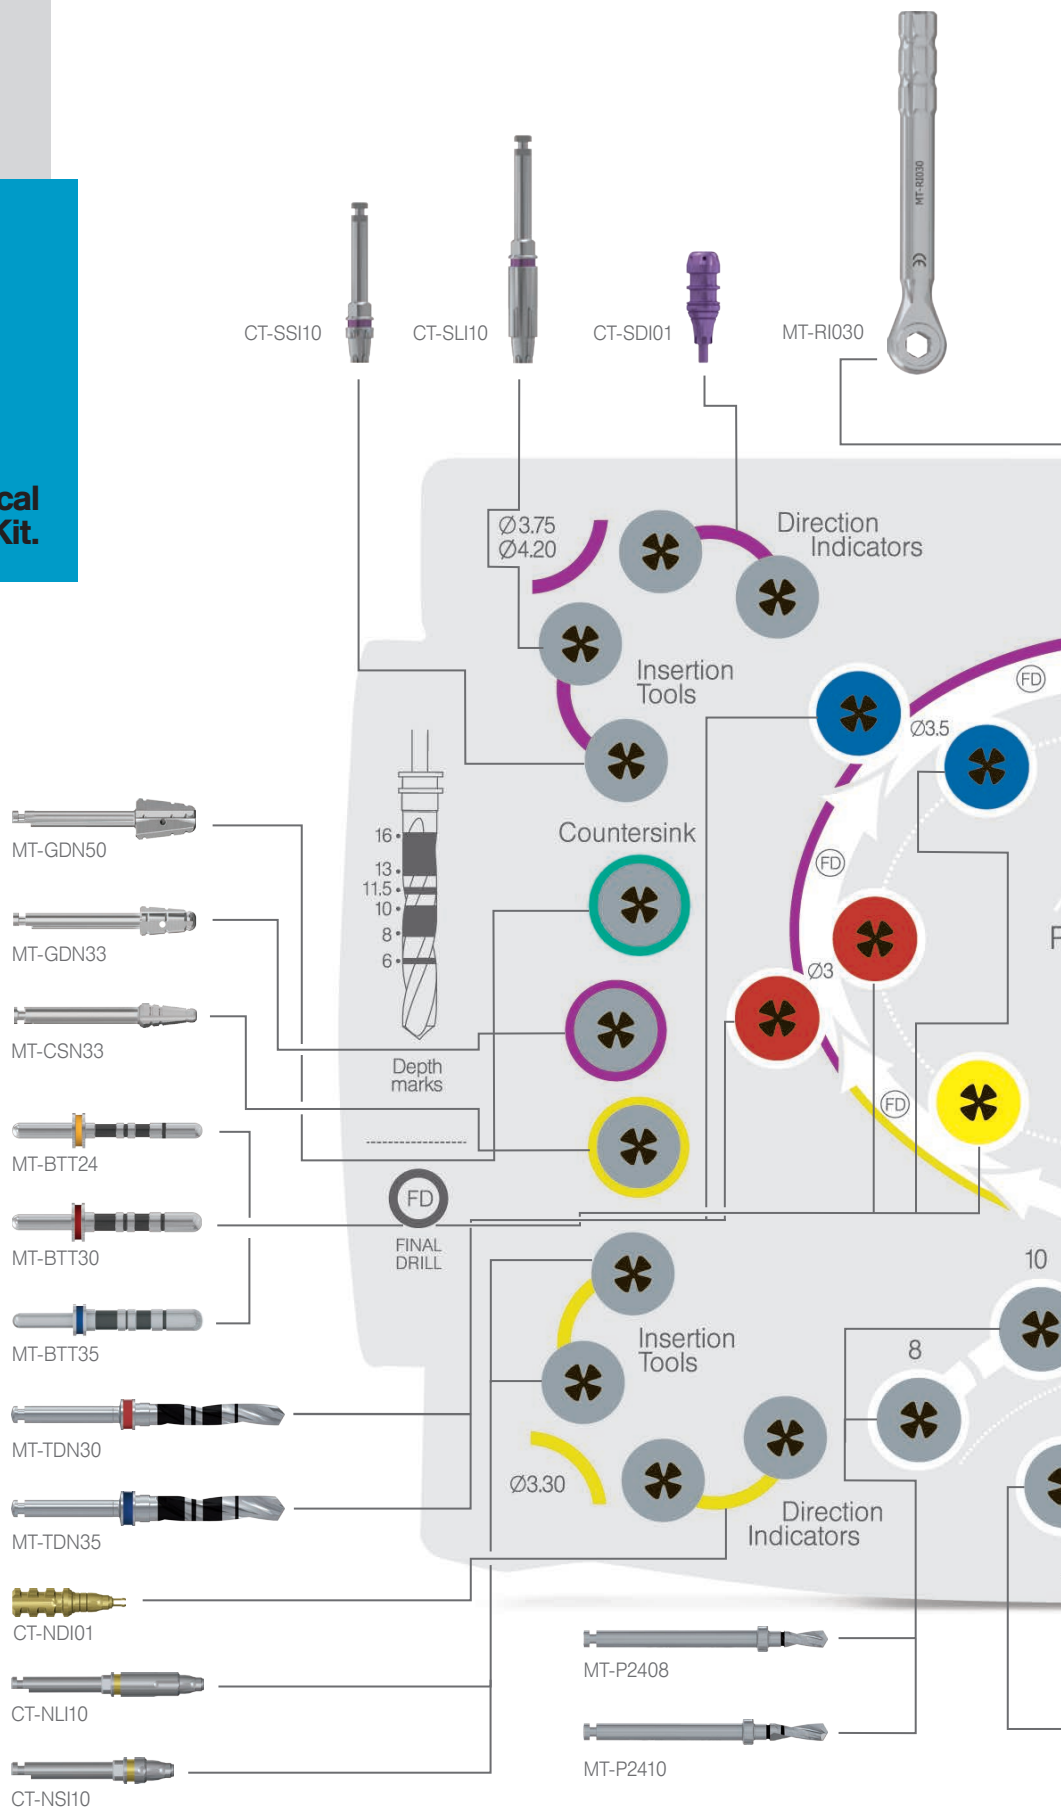 cal
Kit.
MT-RI030
CE
CT-SSI10
CT-SLI10
CT-SDI01
MT-RI030
Ø3.75
Ø4.20
Direction
Indicators
Insertion
Tools
FD
Ø3.5
Countersink
16
13
11.5
10
8
6
Depth
marks
FD
Ø3
FD
FD
FINAL
DRILL
MT-GDN50
MT-GDN33
MT-CSN33
MT-BTT24
MT-BTT30
MT-BTT35
MT-TDN30
MT-TDN35
CT-NDI01
CT-NLI10
CT-NSI10
10
8
Insertion
Tools
Ø3.30
Direction
Indicators
MT-P2408
MT-P2410